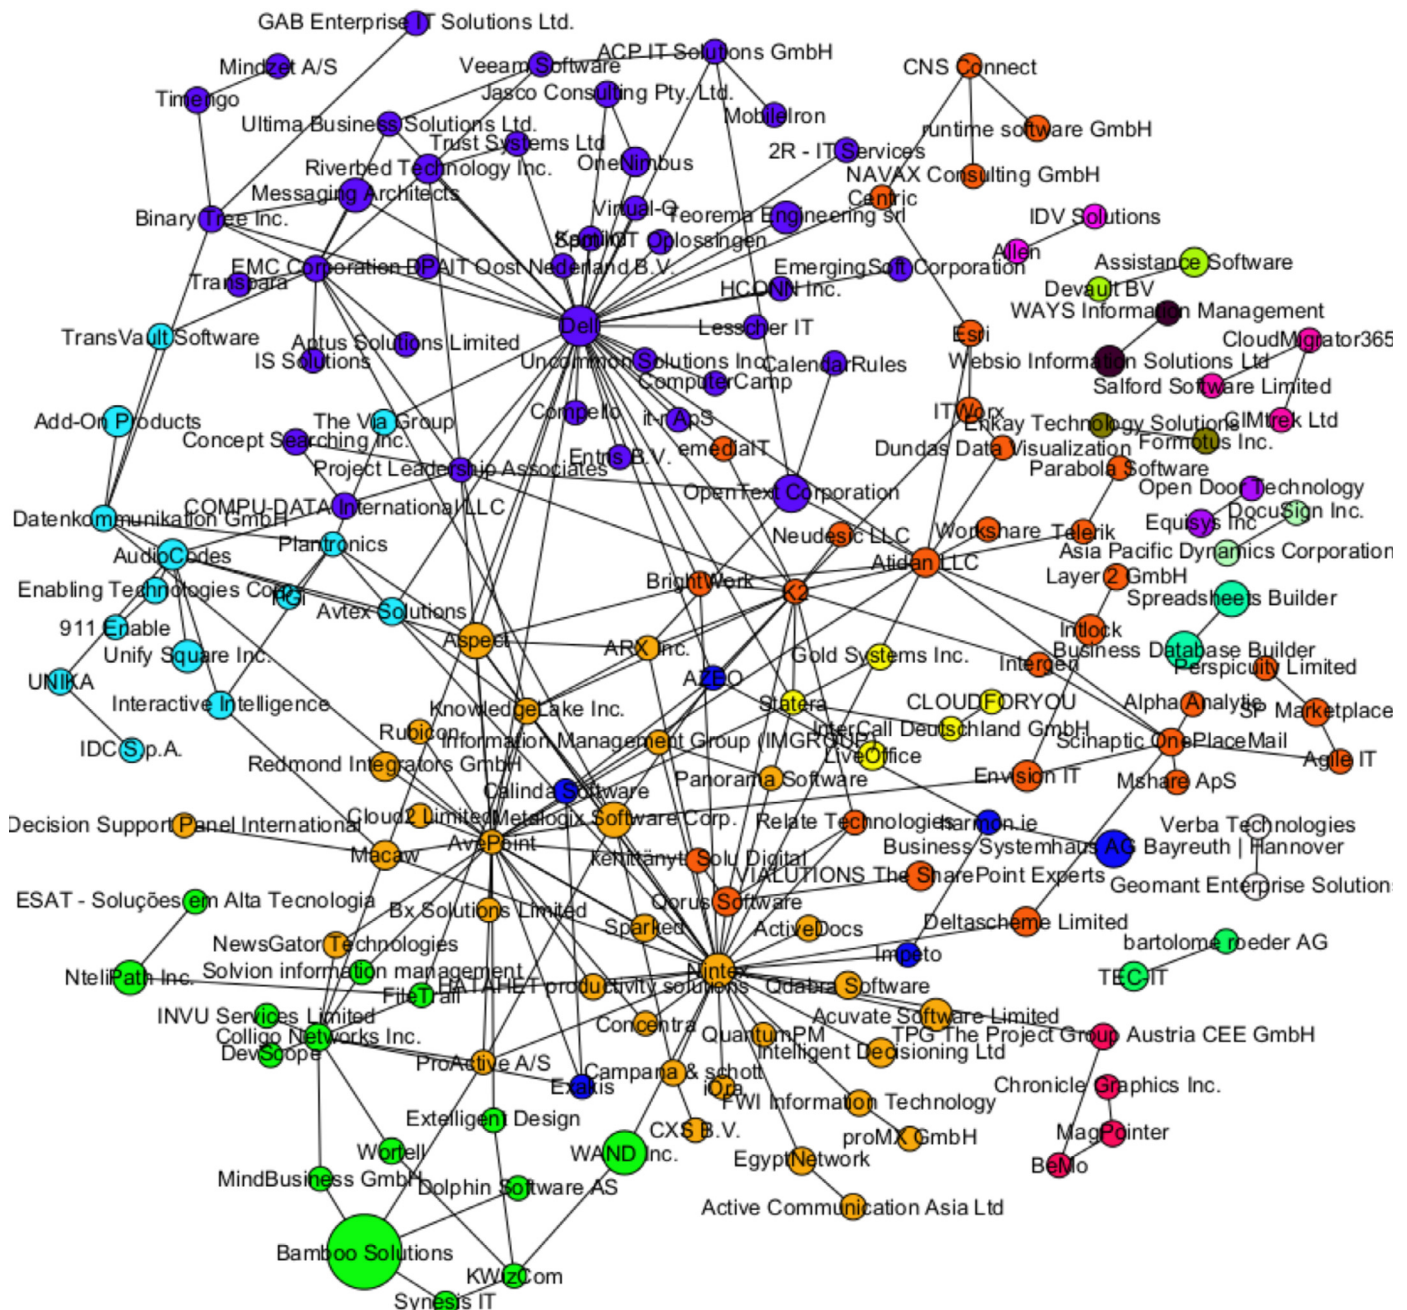 GAB Enterprise IT Solutions Ltd.
ACP IT Solutions GmbH
Mindzet A/S
Veeam Software
CNS Connect
Timengo
Jasco Consulting Pty. Ltd.
MobileIron
Ultima Business Solutions Ltd.
runtime software GmbH
Trust Systems Ltd
2R - IT Services
OneNimbus
Riverbed Technology Inc.
NAVAX Consulting GmbH
Messaging Architects
Centric
Virtual-Q
Teorema Engineering srl
IDV Solutions
Binary Tree Inc.
Oplossingen
Allen
Assistance Software
EMC Corporation
BPAIT Oost Nederland B.V.
EmergingSoft Corporation
Transpara
HCONN Inc.
Devault BV
WAYS Information Management
Dell
Lesscher IT
Esri
TransVault Software
Aptus Solutions Limited
CloudMigrator365
IS Solutions
Uncommon Solutions Inc.
CalendarRules
Websio Information Solutions Ltd
ComputerCamp
Salford Software Limited
Add-On Products
The Via Group
Compello
it-r ApS
ITWorx
Enkay Technology Solutions
CIMtrek Ltd
Concept Searching Inc.
emedialT
Dundas Data Visualization
Formotus Inc.
Project Leadership Associates
Entris B.V.
Parabola Software
OpenText Corporation
Open Door Technology
COMPU-DATA International LLC
DocuSign Inc.
Datenkommunikation GmbH
Equisys Inc
Neudesic LLC
Workshare
Telerik
Plantronics
AudioCodes
Asia Pacific Dynamics Corporation
Atidan LLC
Layer 2 GmbH
BrightWork
Enabling Technologies Corp.
PGi
K2
Spreadsheets Builder
Avtex Solutions
911 Enable
Intlock
Aspect
ARX Inc.
Business Database Builder
Unify Square Inc.
Gold Systems Inc.
Intergen
Perspicuity Limited
UNIKA
AZEO
Interactive Intelligence
Statera
CLOUDFORYOU
Alpha Analytic
KnowledgeLake Inc.
SP Marketplace
InterCall Deutschland GmbH
Rubicon
Information Management Group (IMGROUP)
Scinaptic OnePlaceMail
IDC S.p.A.
LiveOffice
Agile IT
Redmond Integrators GmbH
Panorama Software
Envision IT
Mshare ApS
Calinda Software
Cloud2 Limited
Metalogix Software Corp.
Relate Technologies
harmon.ie
Verba Technologies
Decision Support Panel International
AvePoint
Business Systemhaus AG Bayreuth | Hannover
Macaw
Solu Digital
VIALUTIONS The SharePoint Experts
Geomant Enterprise Solutions
ESAT - Soluções em Alta Tecnologia
Qorus Software
Bx Solutions Limited
Sparked
ActiveDocs
Deltascheme Limited
NewsGator Technologies
bartolome roeder AG
Impeto
NteliPath Inc.
Solvion information management
Nintex
TEC-IT
FileTrail
DATAHET productivity solutions
Qdabra Software
INVU Services Limited
Acuvate Software Limited
Colligo Networks Inc.
Concentra
QuantumPM
TPG The Project Group Austria CEE GmbH
DevScope
Intelligent Decisioning Ltd
ProActive A/S
Campana & schott
Exakis
iQra
Chronicle Graphics Inc.
FWI Information Technology
Extelligent Design
CXS B.V.
proMX GmbH
MagPointer
Wortell
WAND Inc.
EgyptNetwork
BeMo
MindBusiness GmbH
Dolphin Software AS
Active Communication Asia Ltd
Bamboo Solutions
KWizCom
Synesis IT